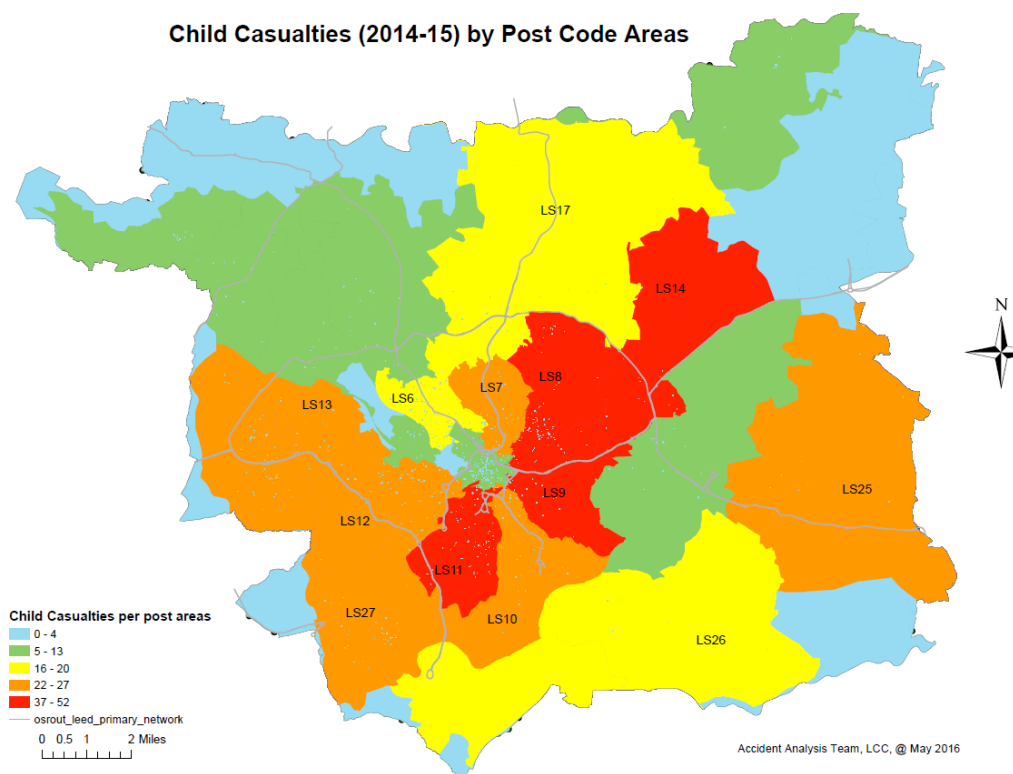 Child Casualties (2014-15) by Post Code Areas
LS17
LS14
N
LS8
LS7
LS6
LS13
LS25
LS9
LS12
LS11
LS27
LS10
LS26
Child Casualties per post areas
0 - 4
5 - 13
16 - 20
22 - 27
37 - 52
osrout_leed_primary_network
0 0.5 1 2 Miles
Accident Analysis Team, LCC, @ May 2016